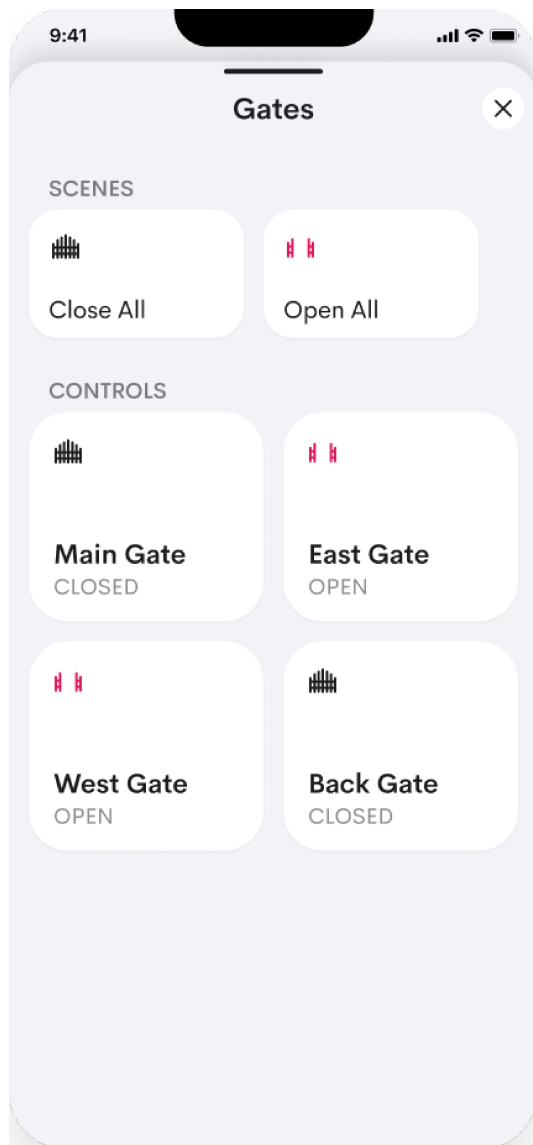 9:41
Gates
SCENES
Close All
Open All
CONTROLS
Main Gate
CLOSED
East Gate
OPEN
West Gate
OPEN
Back Gate
CLOSED